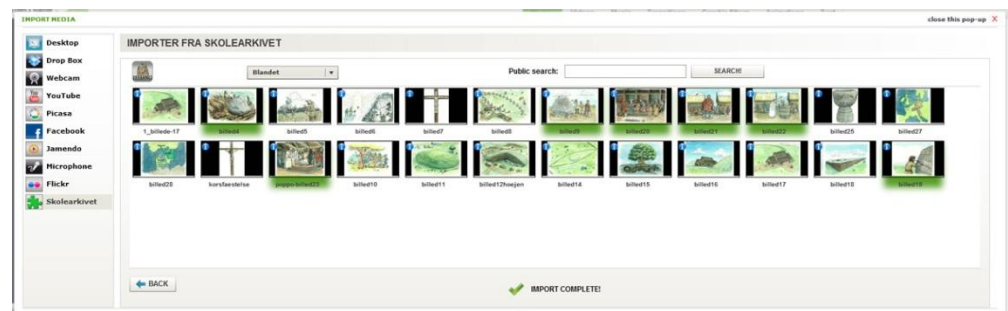 IMPORT MEDIA
close this pop-up X
Desktop
Drop Box
Webcam
YouTube
Picasa
Facebook
Jamendo
Microphone
Flickr
Skolearkivet
IMPORTER FRA SKOLEARKIVET
Blandet
Public search:
SEARCH!
1_billede-17 billed4 billed5 billed6 billed7 billed8 billed9 billed20 billed21 billed22 billed25 billed27
billed28 korsfaestelse poppo-billed23 billed10 billed11 billed12hoejen billed14 billed15 billed16 billed17 billed18 billed19
BACK
IMPORT COMPLETE!